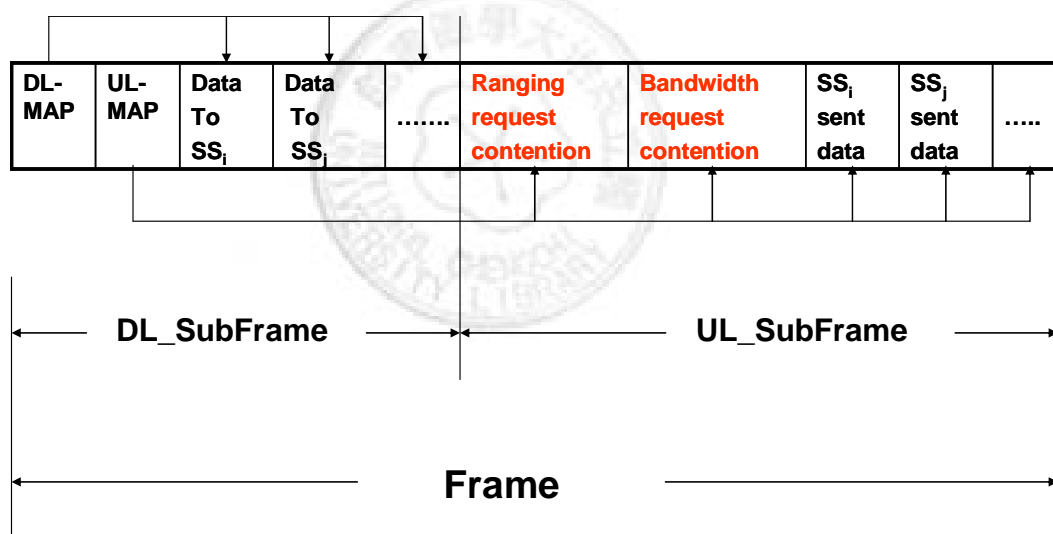 DL-
MAP
UL-
MAP
Data
To
SSi
Data
To
SSj
.......
Ranging
request
contention
Bandwidth
request
contention
SSi
sent
data
SSj
sent
data
.....
DL_SubFrame
UL_SubFrame
Frame